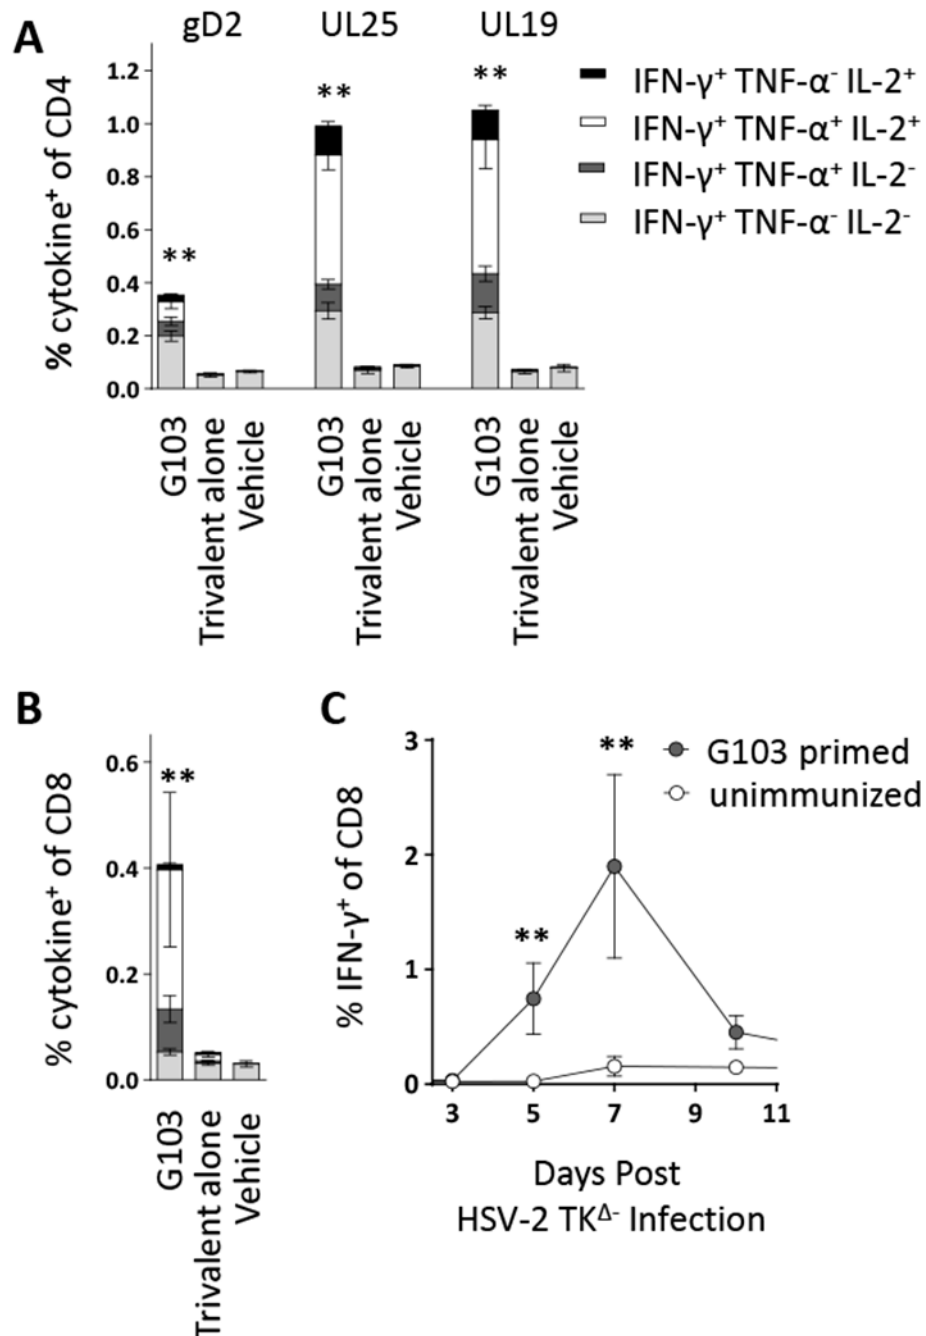 A
gD2 UL25 UL19
% cytokine⁺ of CD4
1.2
1.0
0.8
0.6
0.4
0.2
0.0
** ** **
IFN-γ⁺ TNF-α⁻ IL-2⁺
IFN-γ⁺ TNF-α⁺ IL-2⁺
IFN-γ⁺ TNF-α⁺ IL-2⁻
IFN-γ⁺ TNF-α⁻ IL-2⁻
G103
Trivalent alone
Vehicle
G103
Trivalent alone
Vehicle
G103
Trivalent alone
Vehicle
B
% cytokine⁺ of CD8
0.6
0.4
0.2
0.0
**
G103
Trivalent alone
Vehicle
C
% IFN-γ⁺ of CD8
3
2
1
0
** **
G103 primed
unimmunized
3 5 7 9 11
Days Post
HSV-2 TK^Δ- Infection